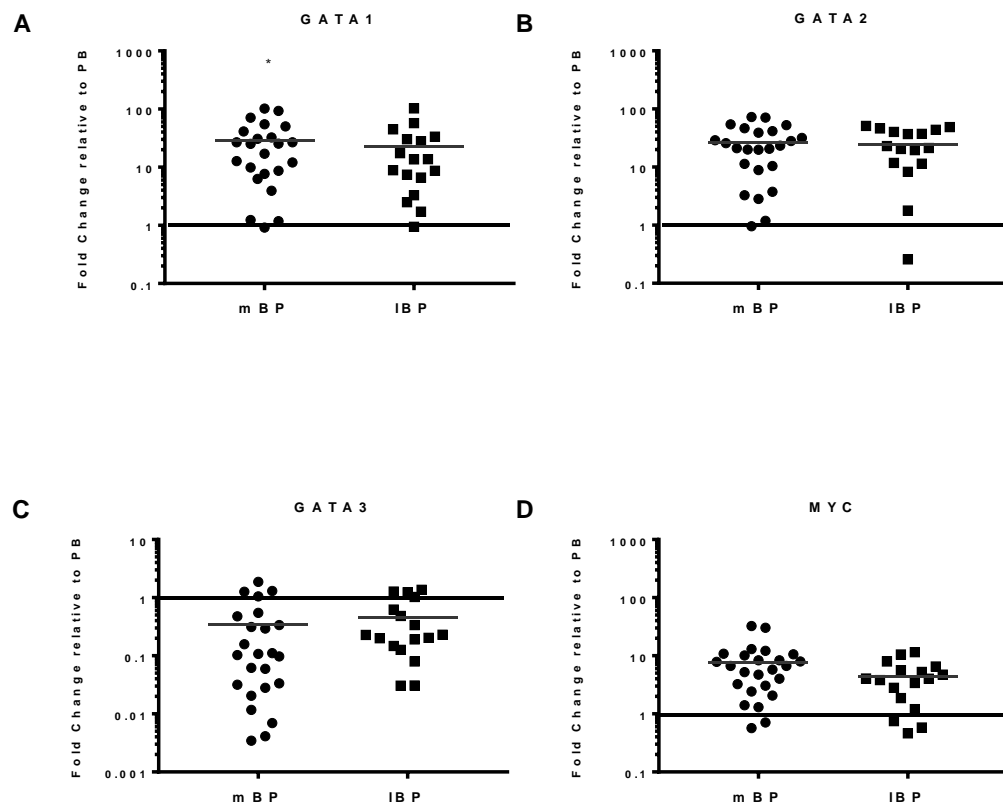 A
GATA1
Fold Change relative to PB
1000
100
10
1
0.1
*
mBP
lBP
B
GATA2
Fold Change relative to PB
1000
100
10
1
0.1
mBP
lBP
C
GATA3
Fold Change relative to PB
10
1
0.1
0.01
0.001
mBP
lBP
D
MYC
Fold Change relative to PB
1000
100
10
1
0.1
mBP
lBP